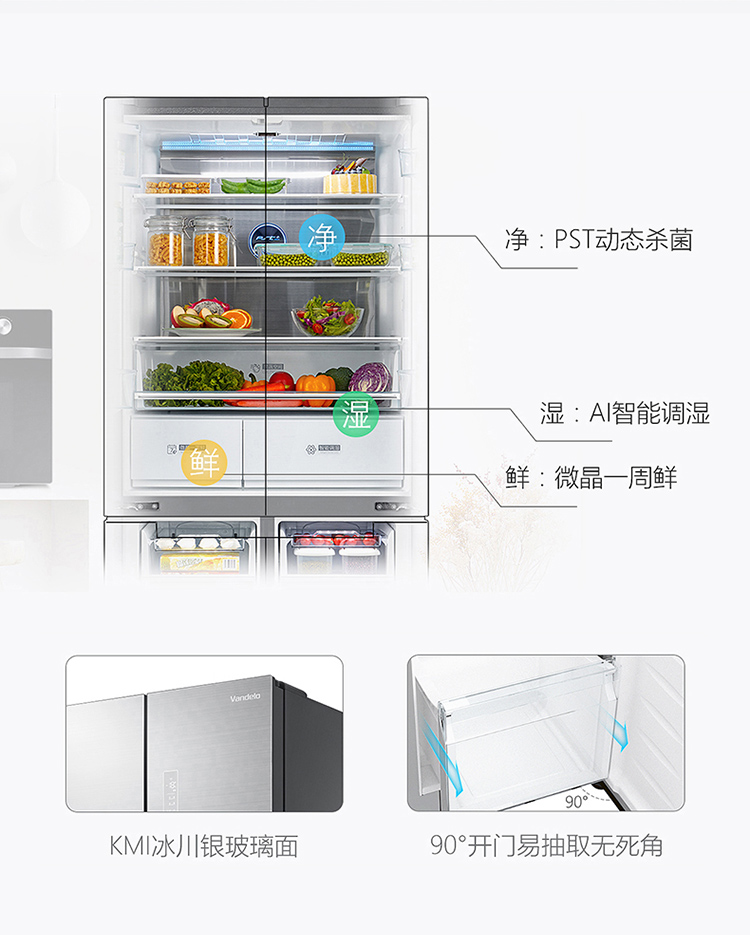 净
净：PST动态杀菌
湿
湿：AI智能调湿
鲜
鲜：微晶一周鲜
Vandelo
90°
KMI冰川银玻璃面
90°开门易抽取无死角